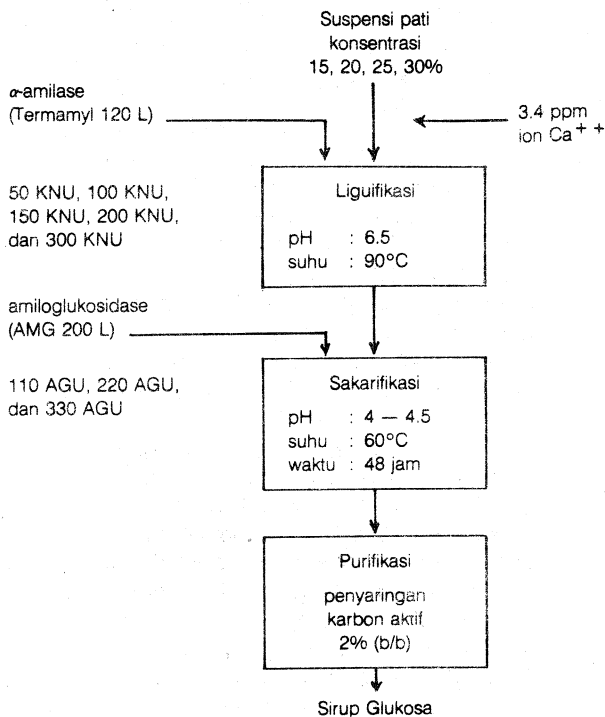 Suspensi pati
konsentrasi
15, 20, 25, 30%
α-amilase
(Termamyl 120 L)
3.4 ppm
ion Ca++
50 KNU, 100 KNU,
150 KNU, 200 KNU,
dan 300 KNU
Liguifikasi
pH : 6.5
suhu : 90°C
amiloglukosidase
(AMG 200 L)
110 AGU, 220 AGU,
dan 330 AGU
Sakarifikasi
pH : 4 — 4.5
suhu : 60°C
waktu : 48 jam
Purifikasi
penyaringan
karbon aktif
2% (b/b)
Sirup Glukosa